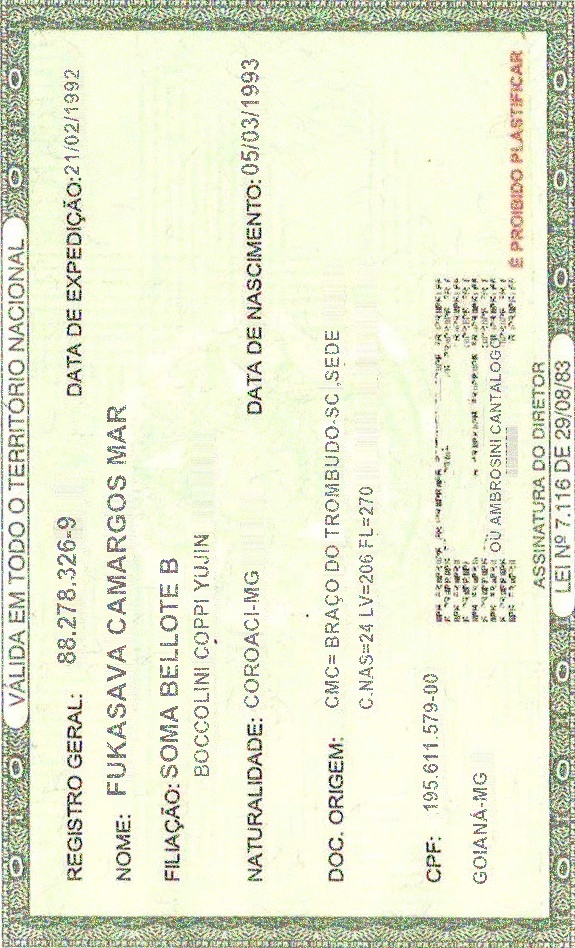 VÁLIDA EM TODO O TERRITÓRIO NACIONAL
REGISTRO GERAL: 88.278.326-9 DATA DE EXPEDIÇÃO:21/02/1992
NOME: FUKASAVA CAMARGOS MAR
FILIAÇÃO: SOMA BELLOTE B
BOCCOLINI COPPI YUJIN
NATURALIDADE: COROACI-MG DATA DE NASCIMENTO: 05/03/1993
DOC. ORIGEM: CMC= BRAÇO DO TROMBUDO-SC ,SEDE
C.NAS=24 LV=206 FL=270
CPF: 195.611.579-00
GOIANÁ-MG
OU AMBROSINI CANTALOGO
É PROIBIDO PLASTIFICAR
ASSINATURA DO DIRETOR
LEI Nº 7.116 DE 29/08/83